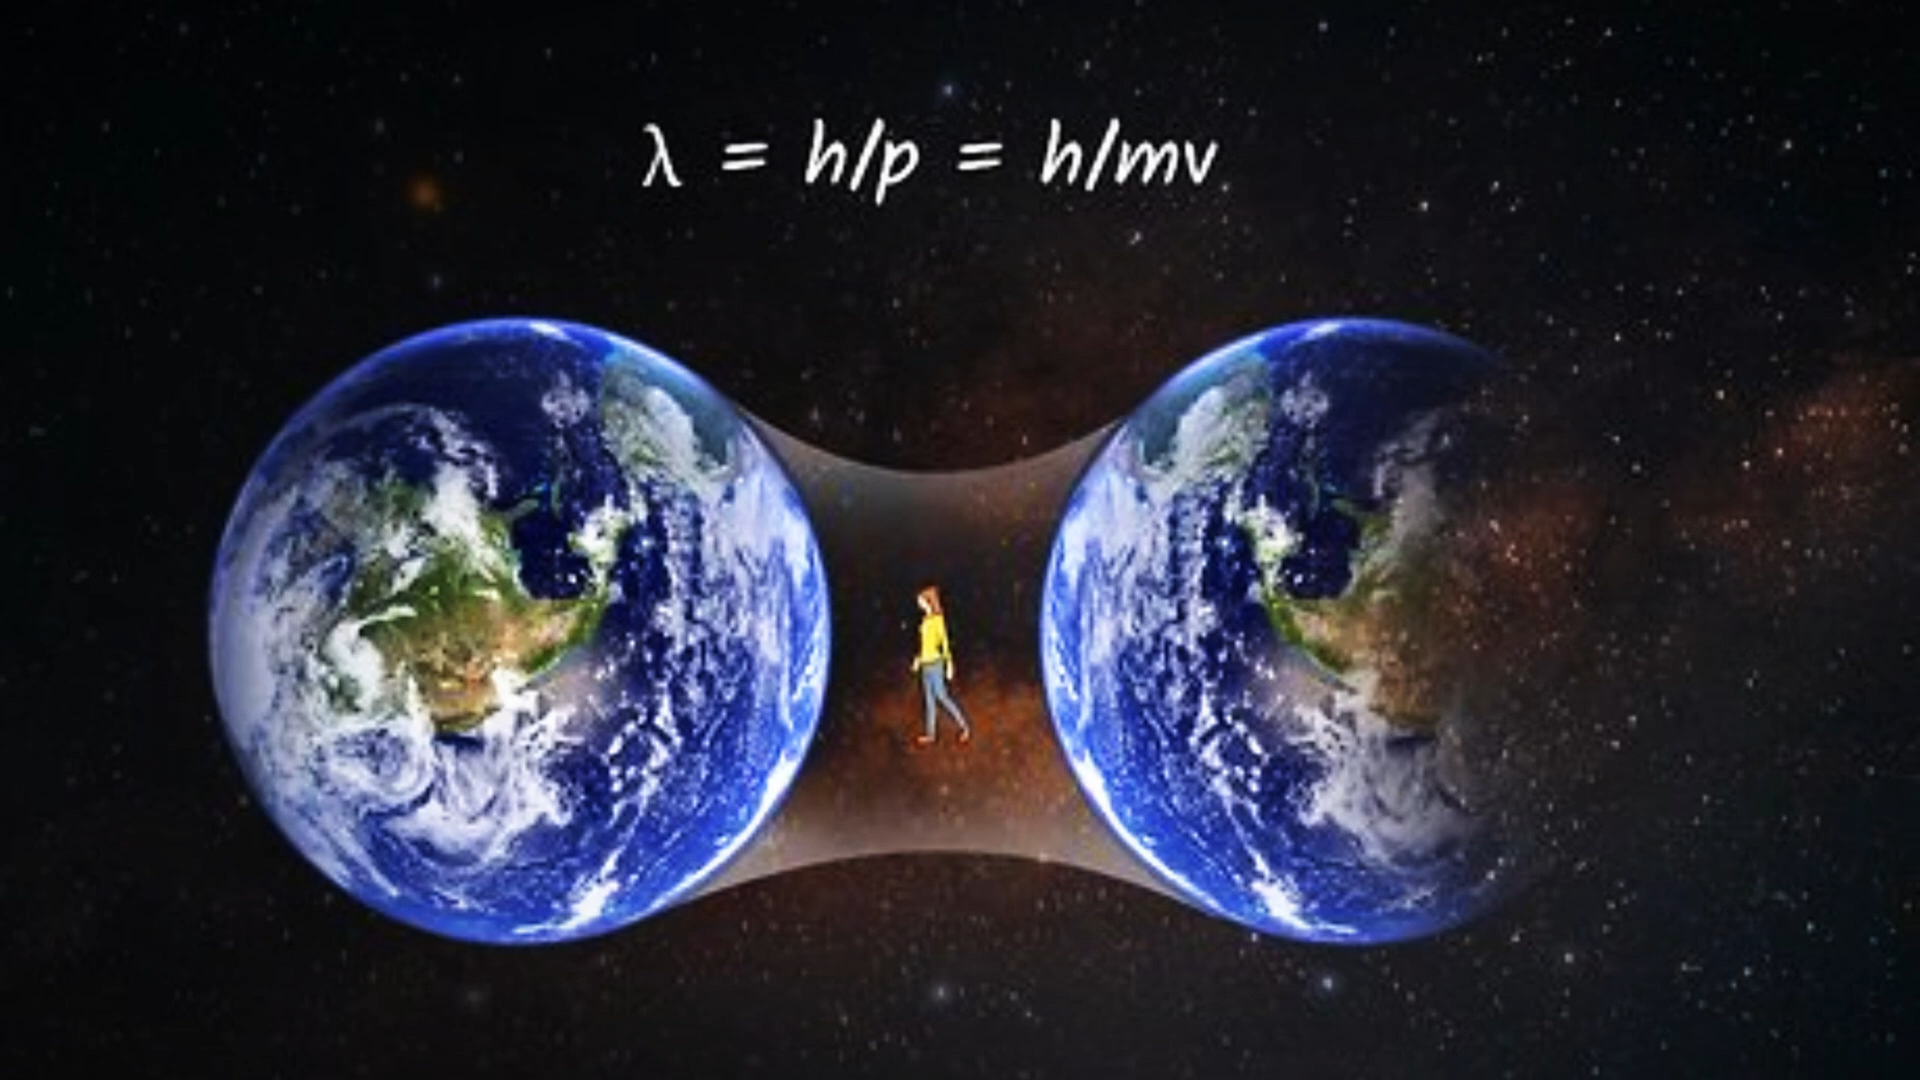 λ = h/p = h/mv